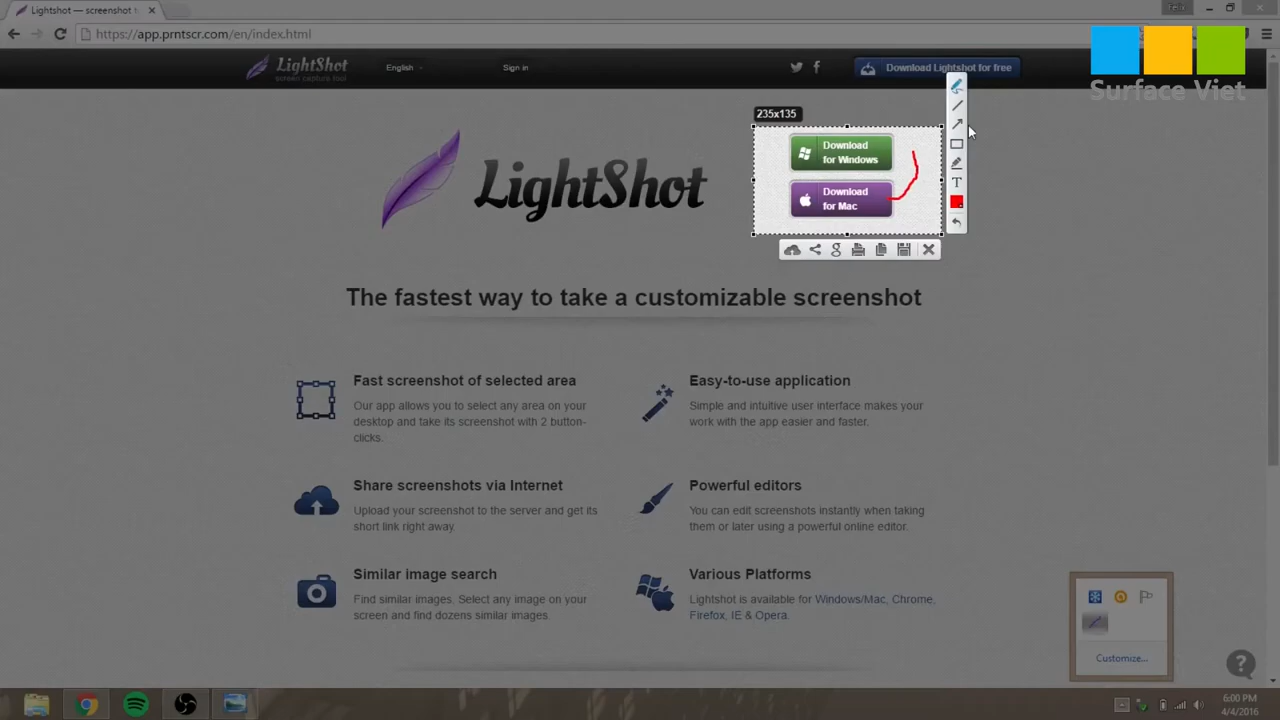 Lightshot — screenshot t
https://app.prntscr.com/en/index.html
LightShot
screen capture tool
English
Sign in
Download Lightshot for free
Surface Viet
235x135
Download
for Windows
Download
for Mac
T
g
LightShot
The fastest way to take a customizable screenshot
Fast screenshot of selected area
Our app allows you to select any area on your
desktop and take its screenshot with 2 button-
clicks.
Easy-to-use application
Simple and intuitive user interface makes your
work with the app easier and faster.
Share screenshots via Internet
Upload your screenshot to the server and get its
short link right away.
Powerful editors
You can edit screenshots instantly when taking
them or later using a powerful online editor.
Similar image search
Find similar images. Select any image on your
screen and find dozens similar images.
Various Platforms
Lightshot is available for Windows/Mac, Chrome,
Firefox, IE & Opera.
Customize...
?
6:00 PM
4/4/2016